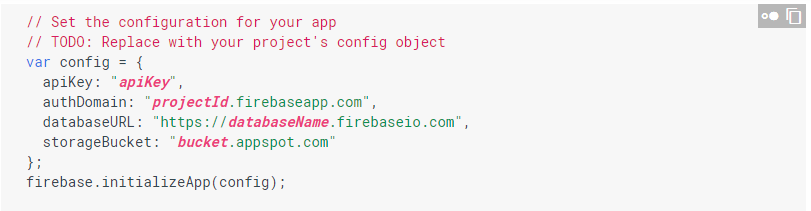 // Set the configuration for your app
// TODO: Replace with your project's config object
var config = {
apiKey: "apiKey",
authDomain: "projectId.firebaseapp.com",
databaseURL: "https://databaseName.firebaseio.com",
storageBucket: "bucket.appspot.com"
};
firebase.initializeApp(config);